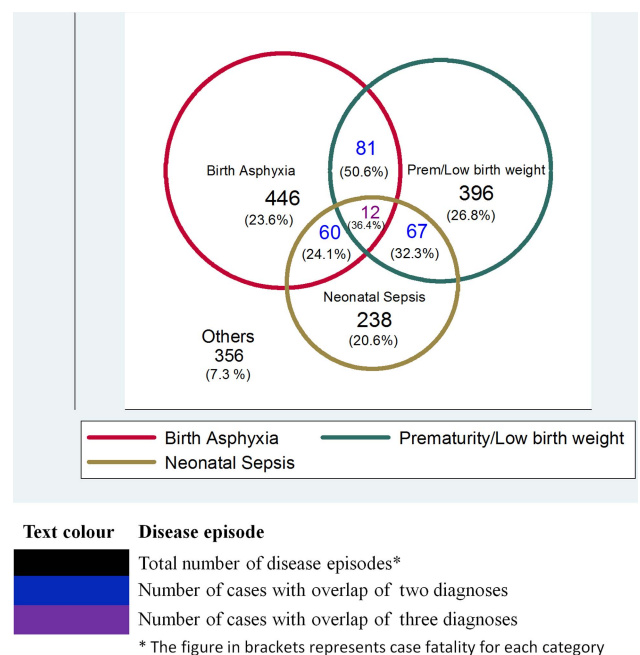 81
(50.6%)
Birth Asphyxia
446
(23.6%)
Prem/Low birth weight
396
(26.8%)
12
(36.4%)
60
(24.1%)
67
(32.3%)
Neonatal Sepsis
238
(20.6%)
Others
356
(7.3 %)
Birth Asphyxia
Prematurity/Low birth weight
Neonatal Sepsis
Text colour Disease episode
Total number of disease episodes*
Number of cases with overlap of two diagnoses
Number of cases with overlap of three diagnoses
* The figure in brackets represents case fatality for each category